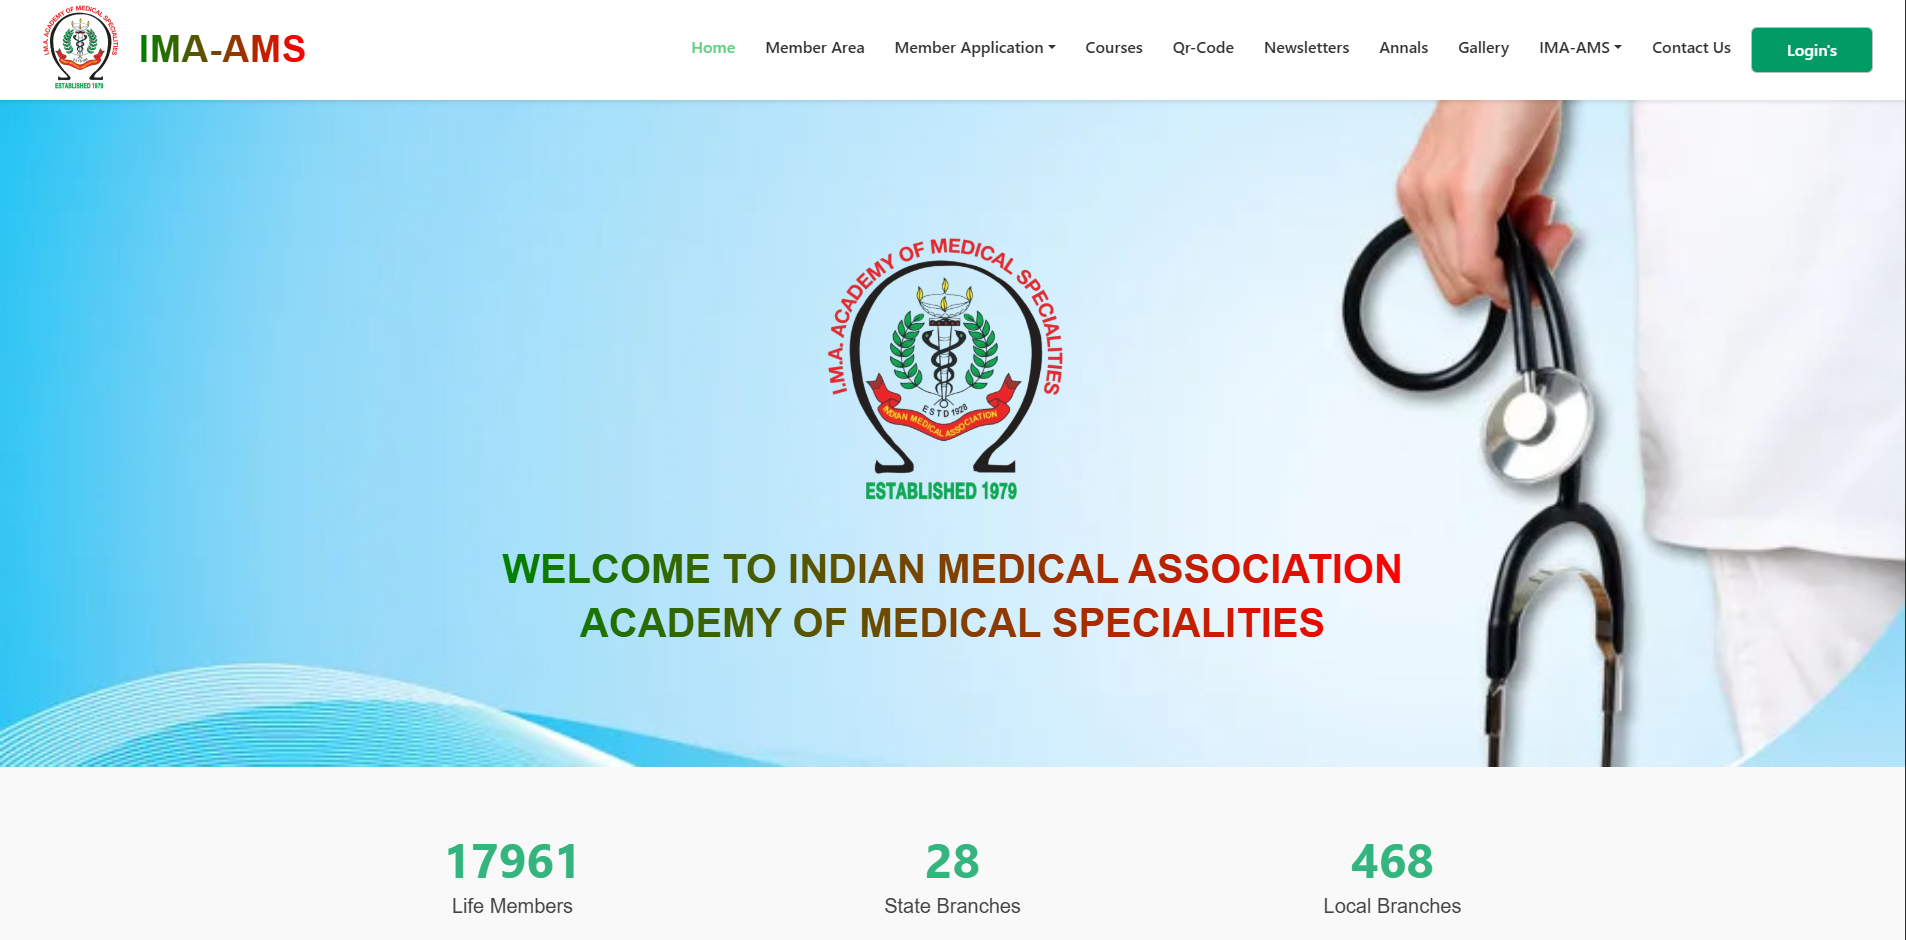 I.M.A. ACADEMY OF MEDICAL SPECIALITIES
ESTABLISHED 1979
IMA-AMS
Home
Member Area
Member Application
Courses
Qr-Code
Newsletters
Annals
Gallery
IMA-AMS
Contact Us
Login's
I.M.A. ACADEMY OF MEDICAL SPECIALITIES
ESTD 1928
INDIAN MEDICAL ASSOCIATION
ESTABLISHED 1979
WELCOME TO INDIAN MEDICAL ASSOCIATION
ACADEMY OF MEDICAL SPECIALITIES
17961
Life Members
28
State Branches
468
Local Branches